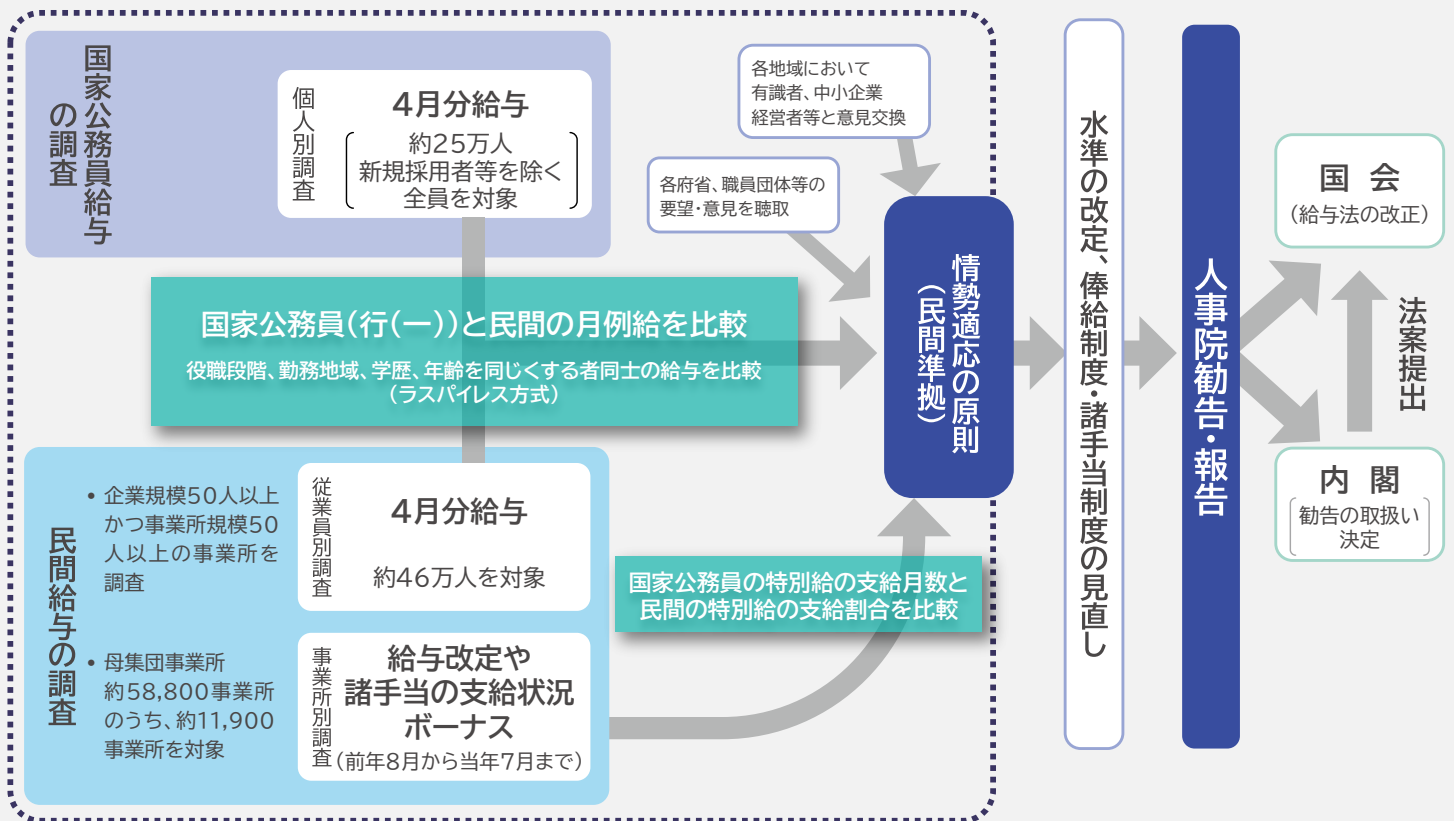 国家公務員給与
の調査
個人別調査
4月分給与
約25万人
新規採用者等を除く
全員を対象
各地域において
有識者、中小企業
経営者等と意見交換
各府省、職員団体等の
要望・意見を聴取
国家公務員(行(一))と民間の月例給を比較
役職段階、勤務地域、学歴、年齢を同じくする者同士の給与を比較
(ラスパイレス方式)
民間給与の調査
• 企業規模50人以上
かつ事業所規模50
人以上の事業所を
調査
• 母集団事業所
約58,800事業所
のうち、約11,900
事業所を対象
従業員別調査
4月分給与
約46万人を対象
事業所別調査
給与改定や
諸手当の支給状況
ボーナス
(前年8月から当年7月まで)
国家公務員の特別給の支給月数と
民間の特別給の支給割合を比較
情勢適応の原則
(民間準拠)
水準の改定、俸給制度・諸手当制度の見直し
人事院勧告・報告
国 会
(給与法の改正)
法案提出
内 閣
勧告の取扱い
決定